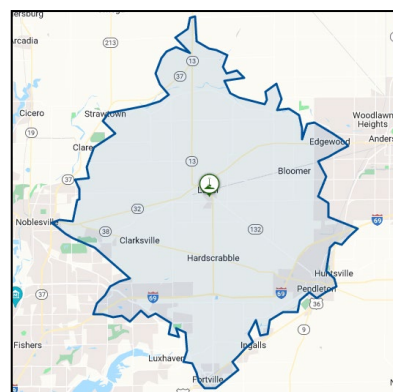 ersburg
Arcadia
213
13
37
Cicero
Strawtown
Woodlawn
Heights
19
Edgewood
Anders
Clare
13
Bloomer
37
32
Noblesville
69
38
Clarksville
132
Hardscrabble
Huntsville
69
69
Pendleton
37
36
9
Fishers
Ingalls
Luxhaven
Fortville
N